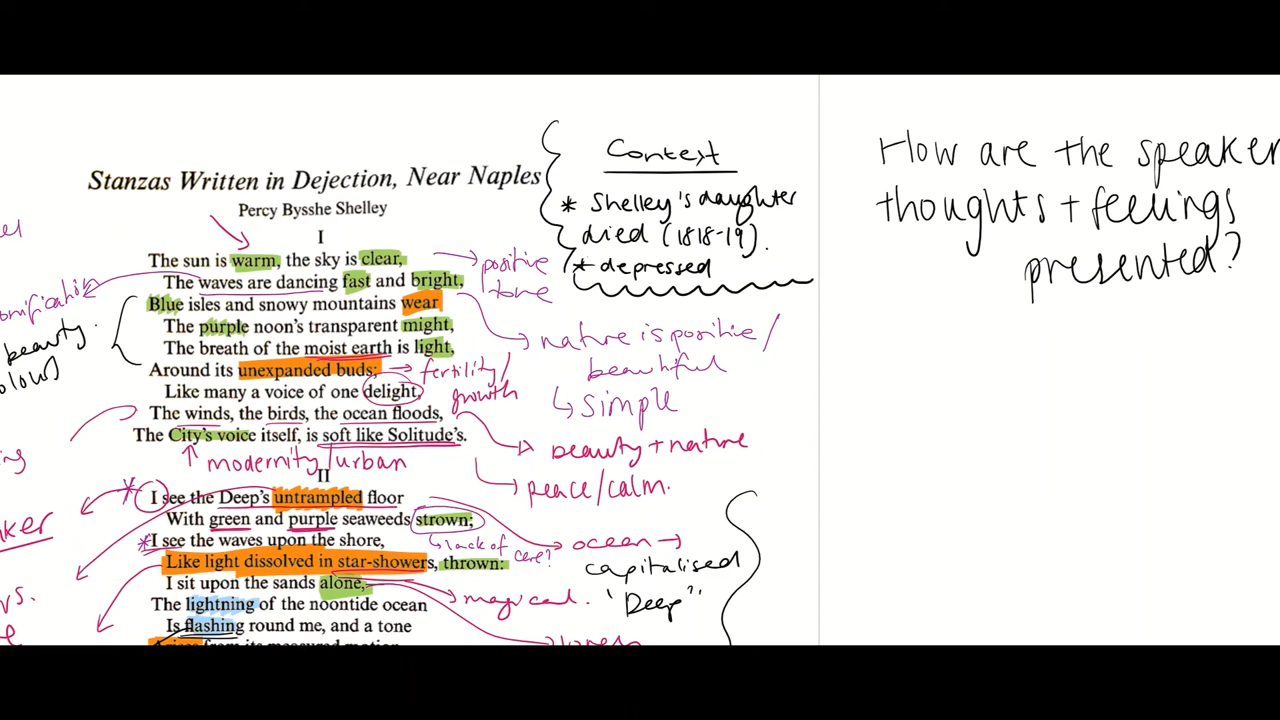 Stanzas Written in Dejection, Near Naples
Percy Bysshe Shelley
I
The sun is warm, the sky is clear,
The waves are dancing fast and bright,
Blue isles and snowy mountains wear
The purple noon's transparent might,
The breath of the moist earth is light,
Around its unexpanded buds;
Like many a voice of one delight,
The winds, the birds, the ocean floods,
The City's voice itself, is soft like Solitude's.
II
I see the Deep's untrampled floor
With green and purple seaweeds strown;
I see the waves upon the shore,
Like light dissolved in star-showers, thrown:
I sit upon the sands alone,
The lightning of the noontide ocean
Is flashing round me, and a tone
Arises from its measured motion
beauty
Context
* Shelley's daughter
died (1818-19).
* depressed
positive
tone
nature is positive/
beautiful
↳ simple
fertility/
growth
beauty + nature
peace/calm.
modernity/urban
lack of
care?
ocean →
capitalised
"Deep".
magical.
How are the speaker
thoughts + feelings
presented?